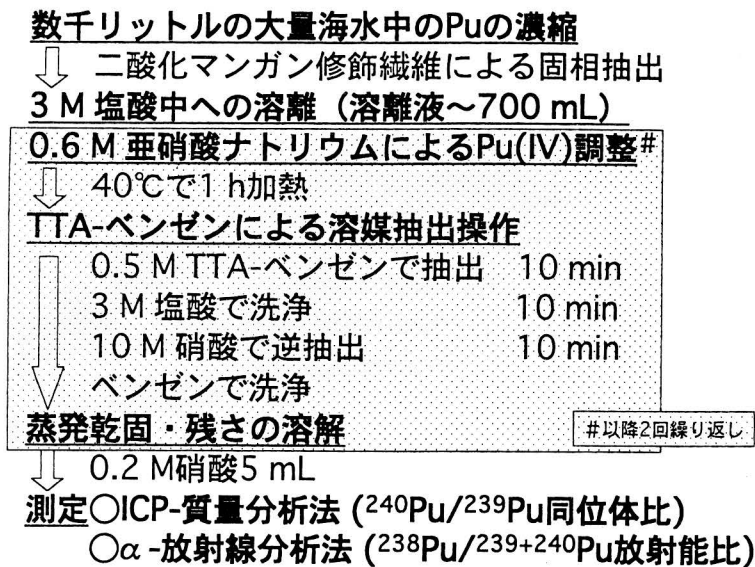 数千リットルの大量海水中のPuの濃縮
二酸化マンガン修飾繊維による固相抽出
3 M 塩酸中への溶離（溶離液～700 mL）
0.6 M 亜硝酸ナトリウムによるPu(IV)調整#
40℃で1 h加熱
TTA-ベンゼンによる溶媒抽出操作
0.5 M TTA-ベンゼンで抽出 10 min
3 M 塩酸で洗浄 10 min
10 M 硝酸で逆抽出 10 min
ベンゼンで洗浄
蒸発乾固・残さの溶解
#以降2回繰り返し
0.2 M硝酸5 mL
測定○ICP-質量分析法 (²⁴⁰Pu/²³⁹Pu同位体比)
○α-放射線分析法 (²³⁸Pu/²³⁹⁺²⁴⁰Pu放射能比)